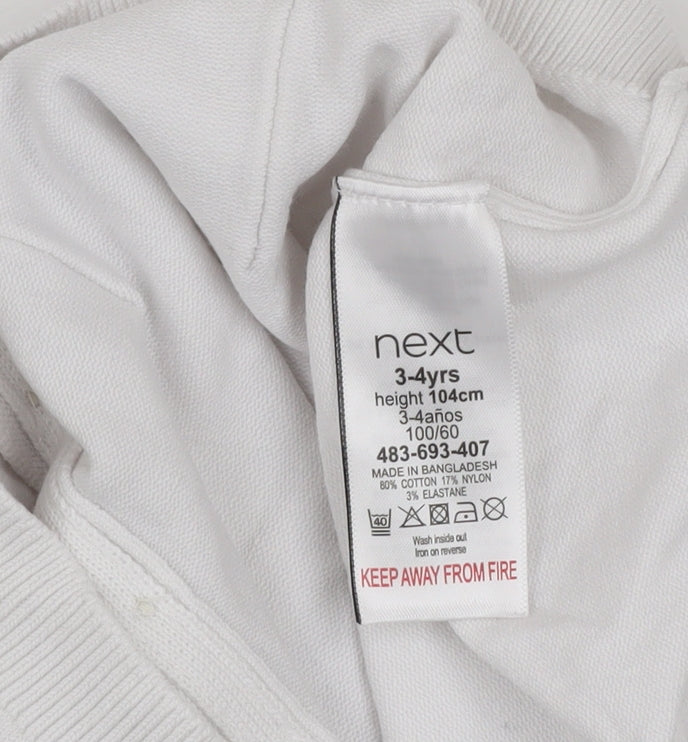 next
3-4yrs
height 104cm
3-4años
100/60
483-693-407
MADE IN BANGLADESH
80% COTTON 17% NYLON
3% ELASTANE
40
Wash inside out
Iron on reverse
KEEP AWAY FROM FIRE